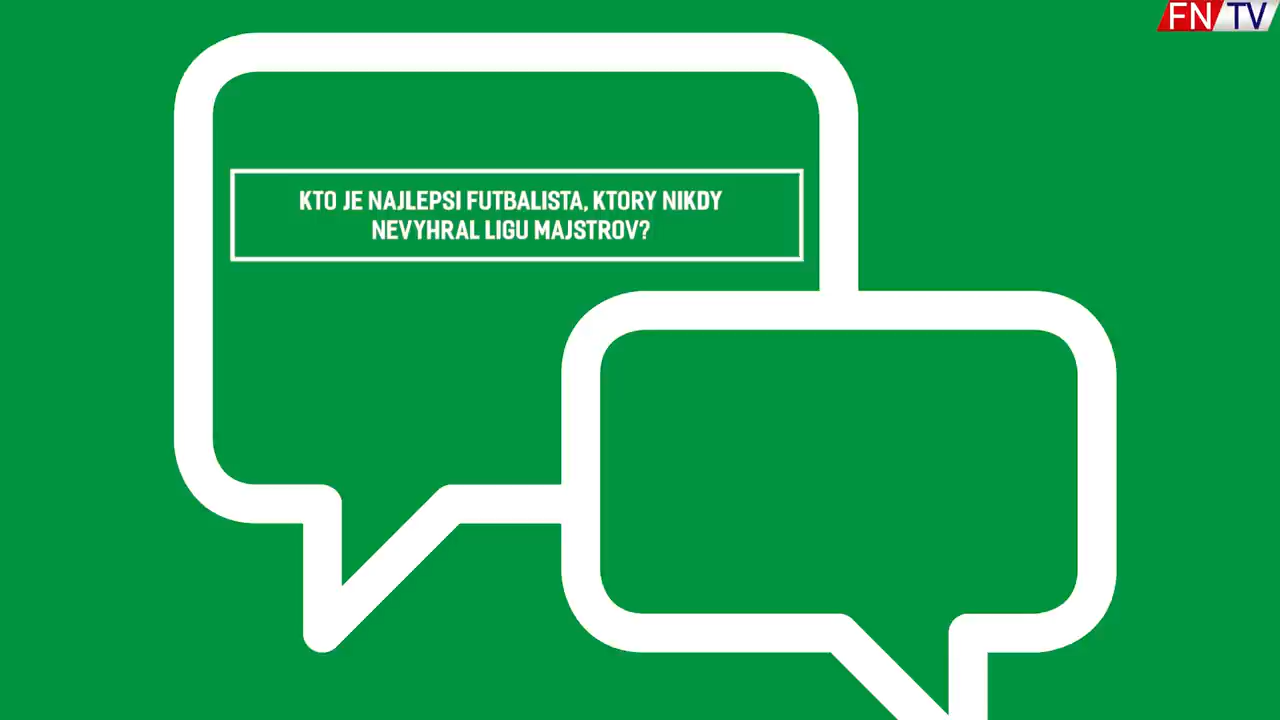 FN TV
KTO JE NAJLEPSI FUTBALISTA, KTORY NIKDY
NEVYHRAL LIGU MAJSTROV?